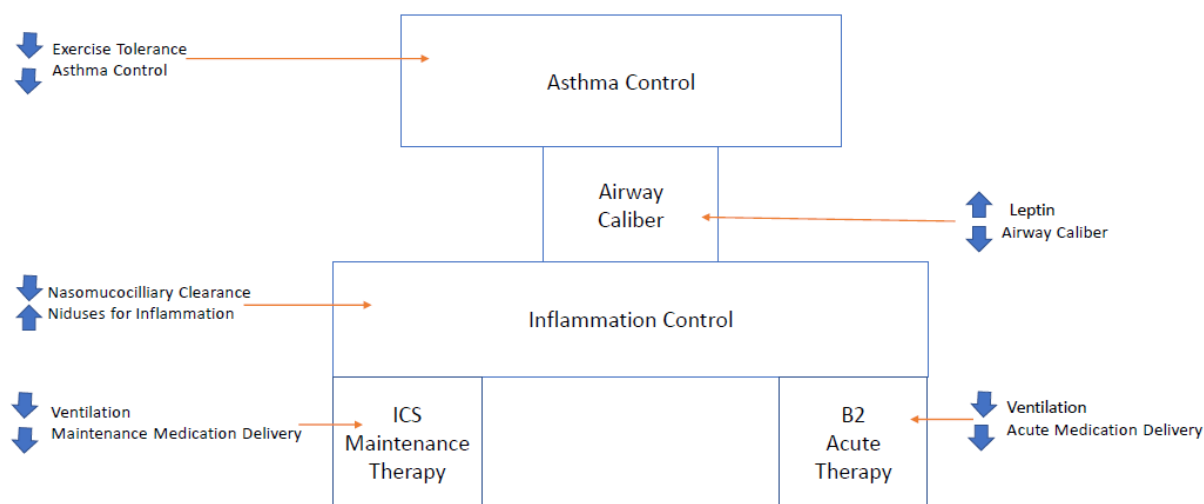 Exercise Tolerance
Asthma Control
Asthma Control
Airway
Caliber
Leptin
Airway Caliber
Nasomucocilliary Clearance
Niduses for Inflammation
Inflammation Control
Ventilation
Maintenance Medication Delivery
ICS
Maintenance
Therapy
B2
Acute
Therapy
Ventilation
Acute Medication Delivery